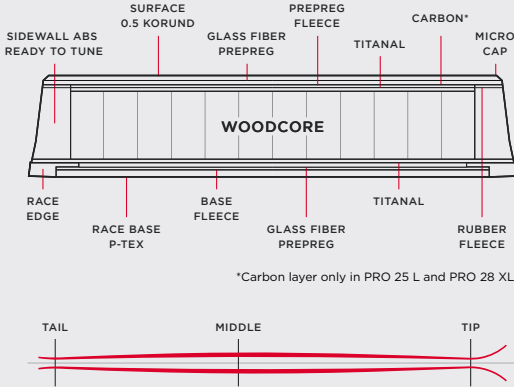 SURFACE
0.5 KORUND
PREPREG
FLEECE
CARBON*
SIDEWALL ABS
READY TO TUNE
GLASS FIBER
PREPREG
TITANAL
MICRO
CAP
WOODCORE
RACE
EDGE
BASE
FLEECE
TITANAL
RACE BASE
P-TEX
GLASS FIBER
PREPREG
RUBBER
FLEECE
*Carbon layer only in PRO 25 L and PRO 28 XL
TAIL
MIDDLE
TIP